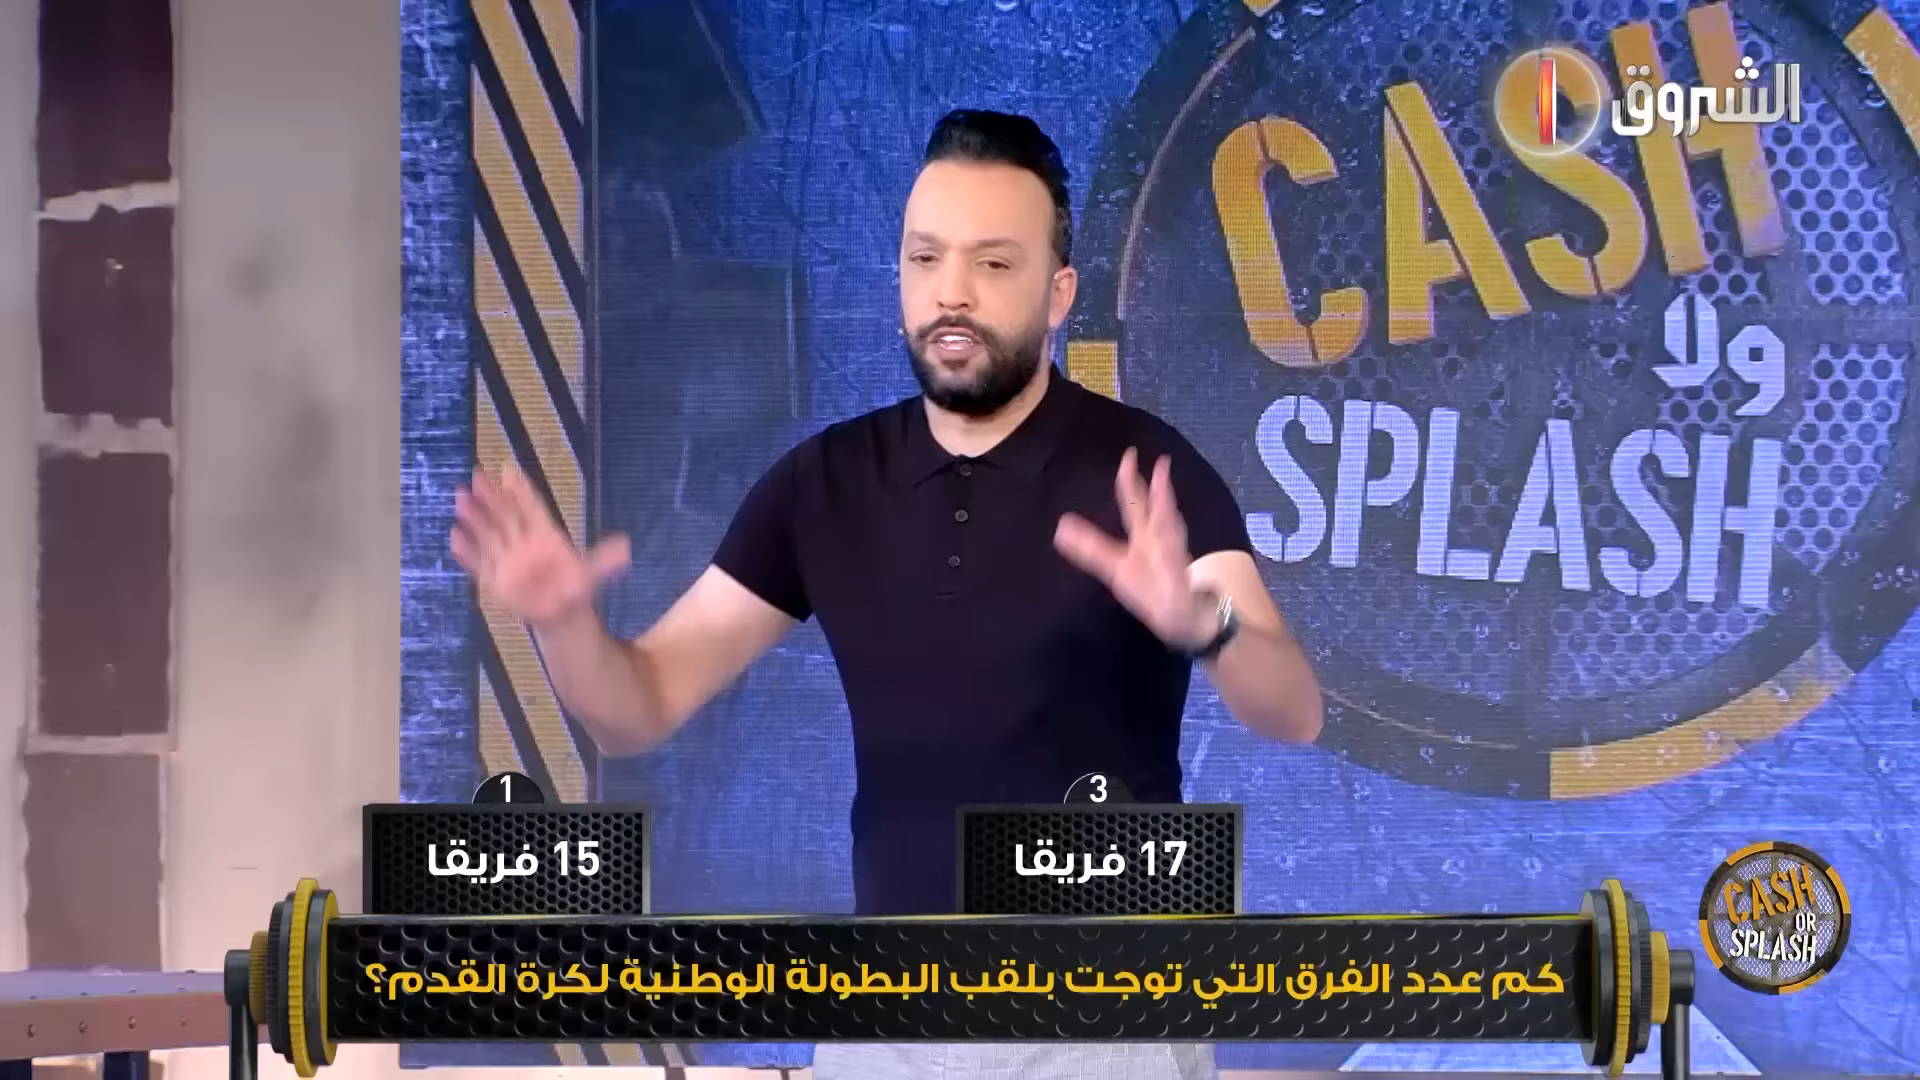 الشروق
CASH
ولا
SPLASH
1
3
15 فريقا
17 فريقا
CASH
OR
SPLASH
كم عدد الفرق التي توجت بلقب البطولة الوطنية لكرة القدم؟